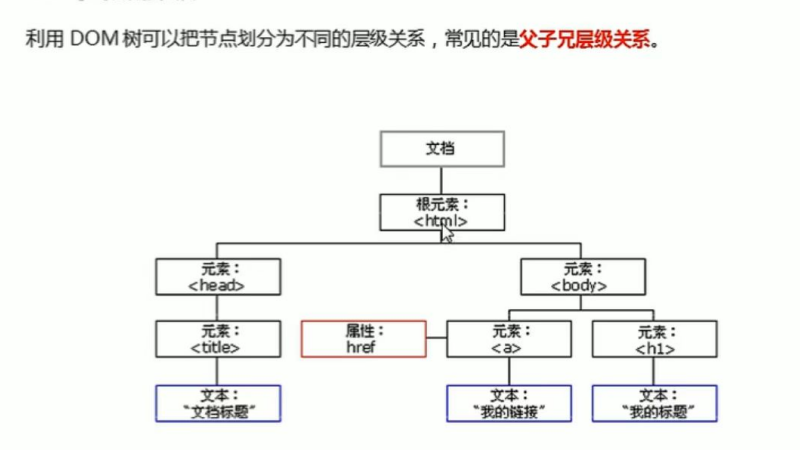 利用 DOM 树可以把节点划分为不同的层级关系，常见的是父子兄层级关系。
文档
根元素：
<html>
元素：
<head>
元素：
<body>
元素：
<title>
属性：
href
元素：
<a>
元素：
<h1>
文本：
"文档标题"
文本：
"我的链接"
文本：
"我的标题"